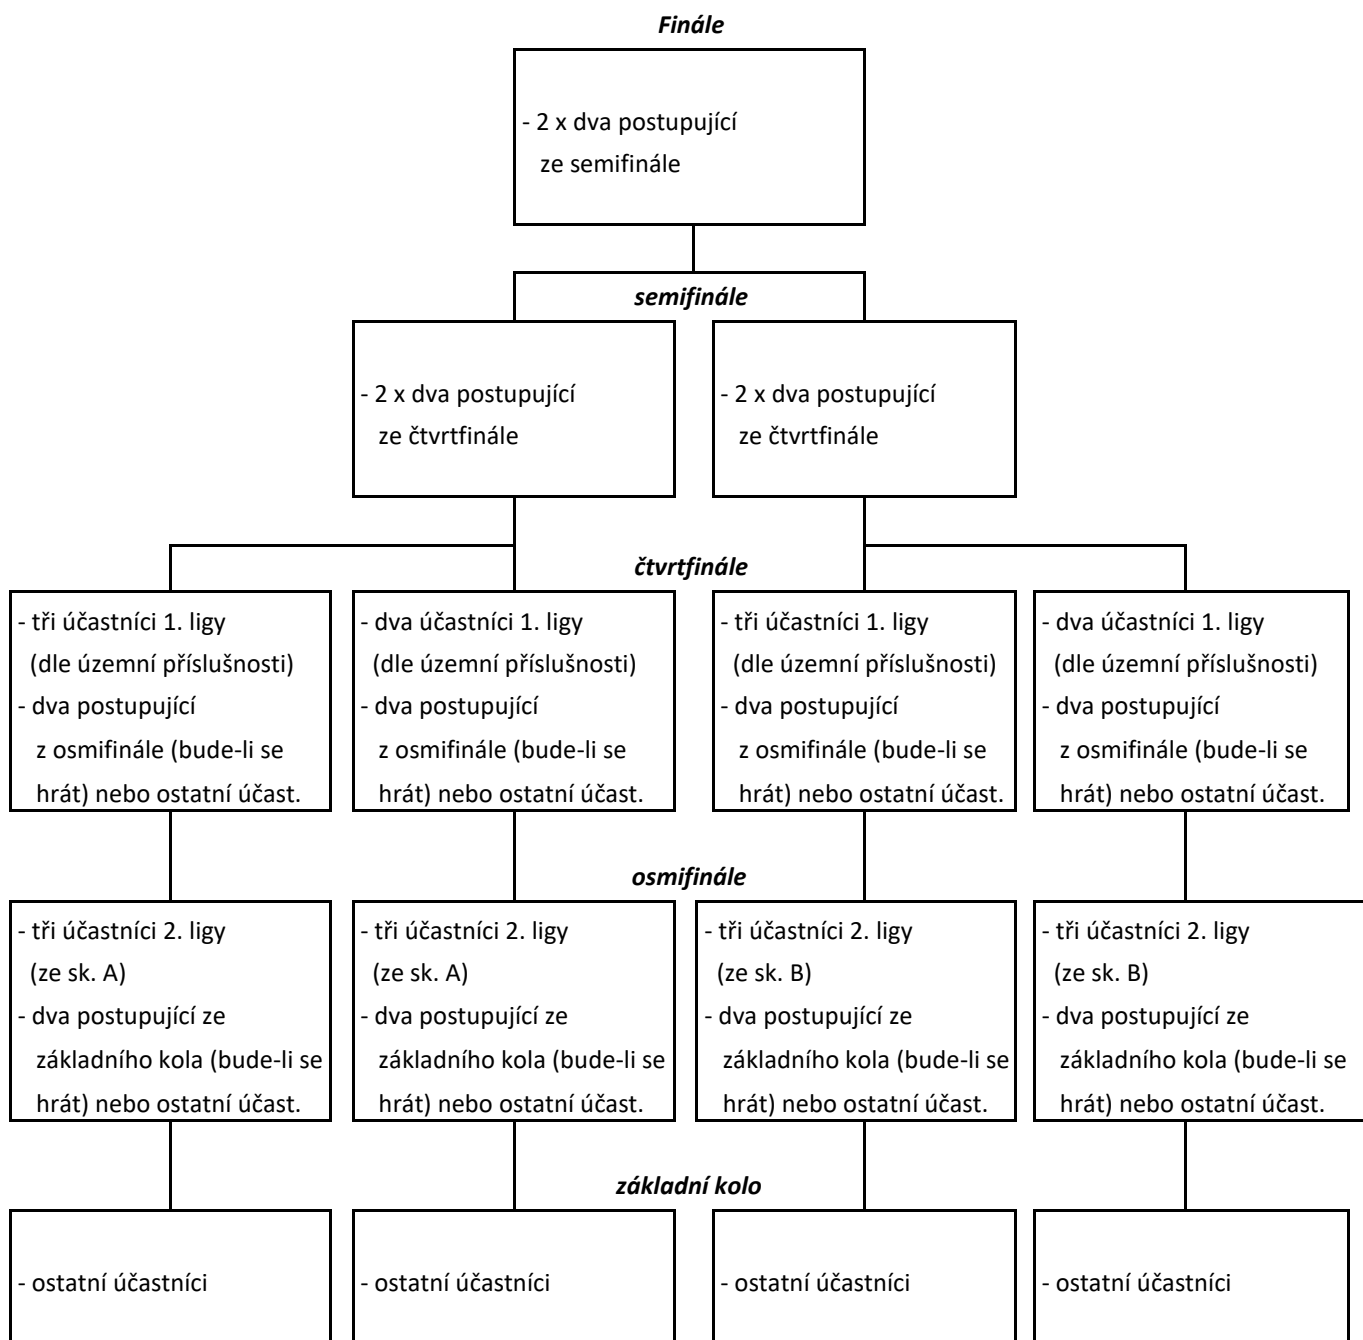 Finále
- 2 x dva postupující
ze semifinále
semifinále
- 2 x dva postupující
ze čtvrtfinále
- 2 x dva postupující
ze čtvrtfinále
čtvrtfinále
- tři účastníci 1. ligy
(dle územní příslušnosti)
- dva postupující
z osmifinále (bude-li se
hrát) nebo ostatní účast.
- dva účastníci 1. ligy
(dle územní příslušnosti)
- dva postupující
z osmifinále (bude-li se
hrát) nebo ostatní účast.
- tři účastníci 1. ligy
(dle územní příslušnosti)
- dva postupující
z osmifinále (bude-li se
hrát) nebo ostatní účast.
- dva účastníci 1. ligy
(dle územní příslušnosti)
- dva postupující
z osmifinále (bude-li se
hrát) nebo ostatní účast.
osmifinále
- tři účastníci 2. ligy
(ze sk. A)
- dva postupující ze
základního kola (bude-li se
hrát) nebo ostatní účast.
- tři účastníci 2. ligy
(ze sk. A)
- dva postupující ze
základního kola (bude-li se
hrát) nebo ostatní účast.
- tři účastníci 2. ligy
(ze sk. B)
- dva postupující ze
základního kola (bude-li se
hrát) nebo ostatní účast.
- tři účastníci 2. ligy
(ze sk. B)
- dva postupující ze
základního kola (bude-li se
hrát) nebo ostatní účast.
základní kolo
- ostatní účastníci
- ostatní účastníci
- ostatní účastníci
- ostatní účastníci